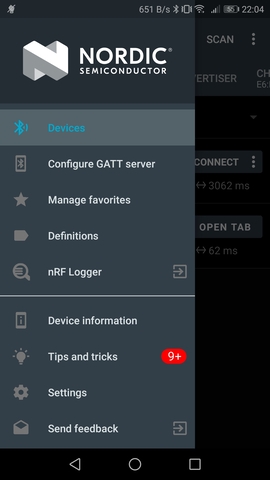 651 B/s 22:04
NORDIC®
SEMICONDUCTOR
SCAN
ERTISER
CH
E6:
Devices
Configure GATT server
CONNECT
Manage favorites
3062 ms
Definitions
OPEN TAB
62 ms
nRF Logger
Device information
Tips and tricks 9+
Settings
Send feedback